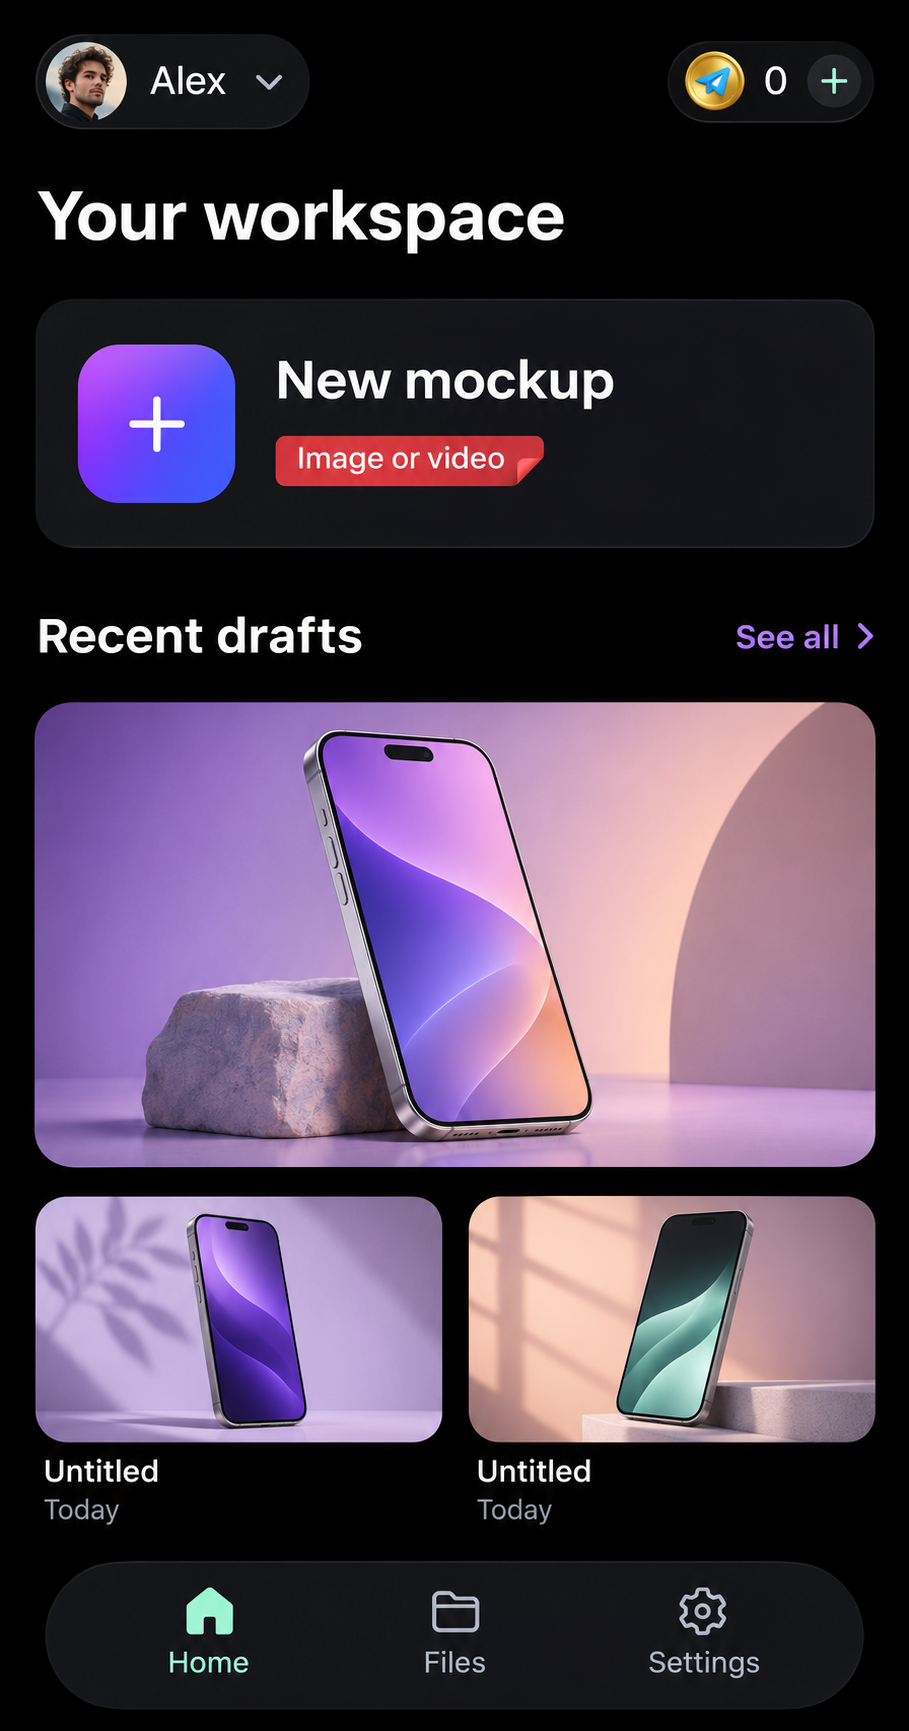 Alex
0
Your workspace
New mockup
Image or video
Recent drafts
See all
Untitled
Today
Untitled
Today
Home
Files
Settings